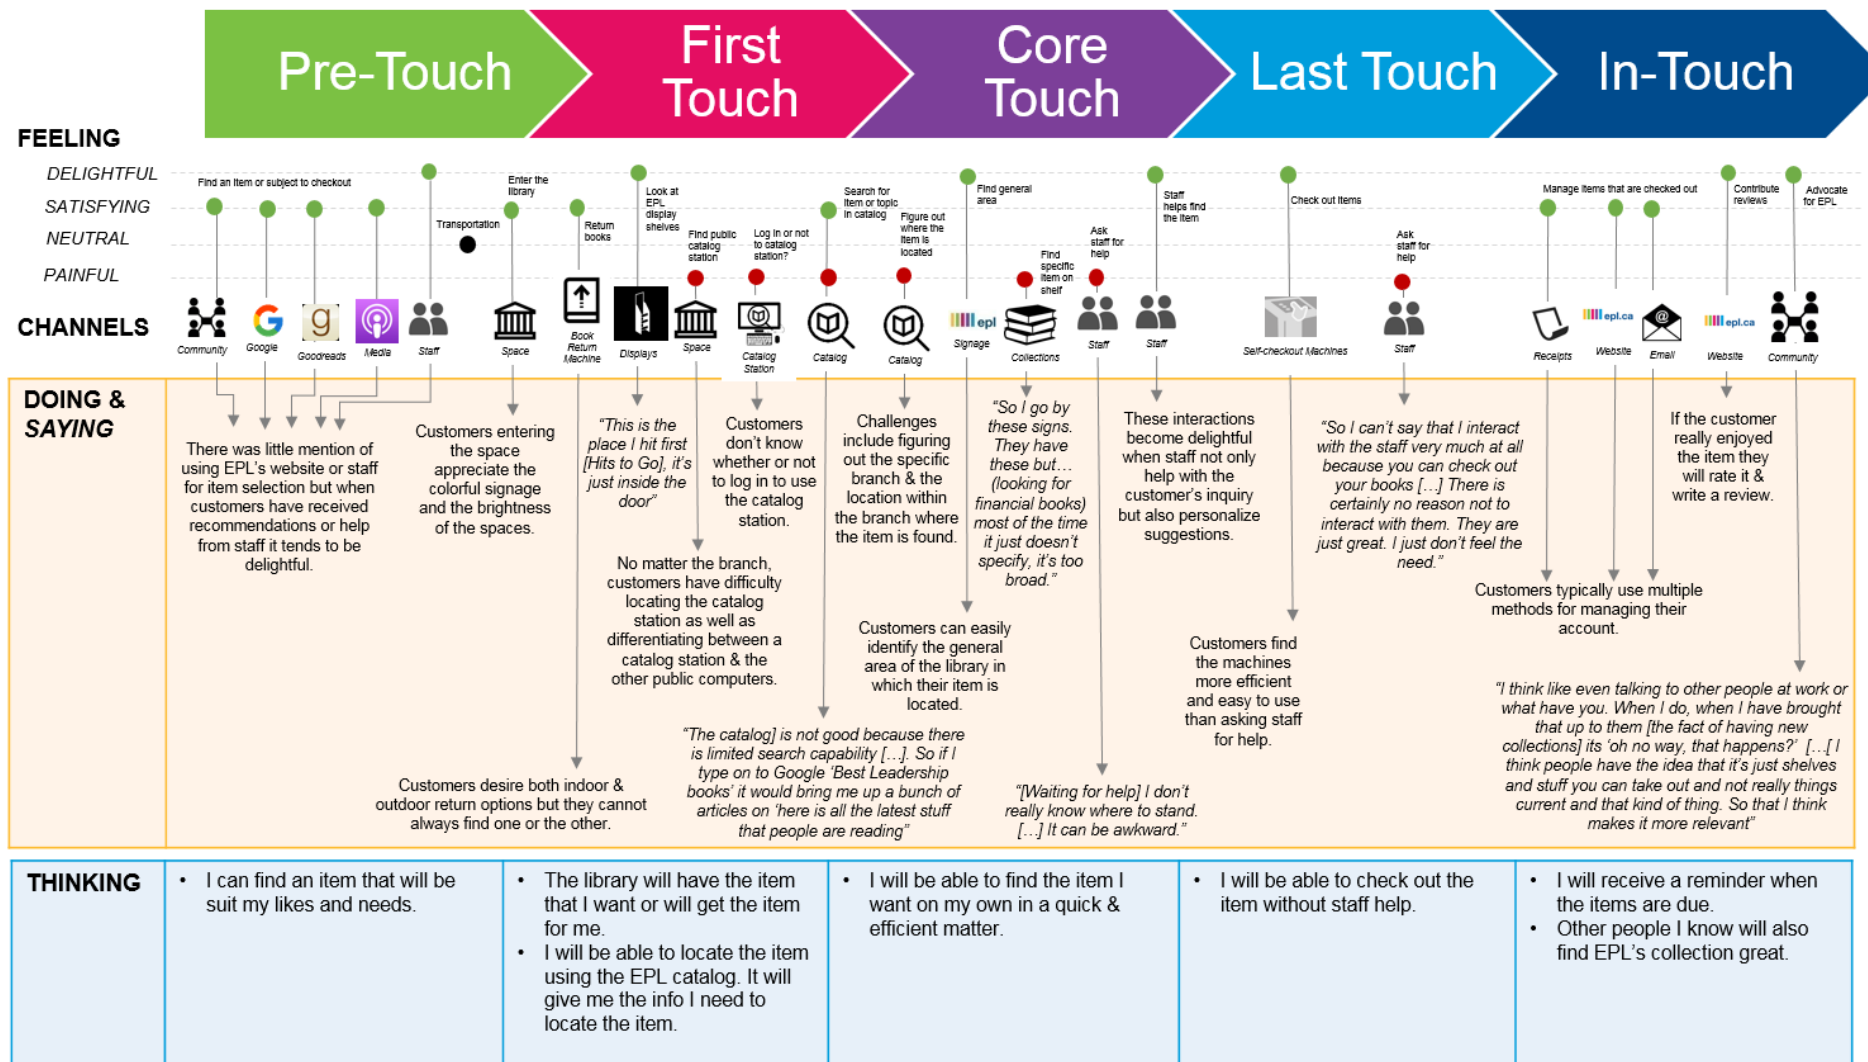 Pre-Touch
First
Touch
Core
Touch
Last Touch
In-Touch
FEELING
DELIGHTFUL
SATISFYING
NEUTRAL
PAINFUL
Find an item or subject to checkout
Transportation
Enter the
library
Return
books
Look at
EPL
display
shelves
Find public
catalog
station
Log in or not
to catalog
station?
Search for
item or topic
in catalog
Figure out
where the
item is
located
Find general
area
Find
specific
item on
shelf
Ask
staff for
help
Staff
helps find
the item
Check out items
Ask
staff for
help
Manage items that are checked out
Contribute
reviews
Advocate
for EPL
CHANNELS
Community
Google
g
Goodreads
Media
Staff
Space
Book
Return
Machine
Displays
Space
Catalog
Station
Catalog
Catalog
epl
Signage
Collections
Staff
Staff
Self-checkout Machines
Staff
Receipts
epl.ca
Website
@
Email
epl.ca
Website
Community
DOING &
SAYING
There was little mention of
using EPL's website or staff
for item selection but when
customers have received
recommendations or help
from staff it tends to be
delightful.
Customers entering
the space
appreciate the
colorful signage
and the brightness
of the spaces.
Customers desire both indoor &
outdoor return options but they cannot
always find one or the other.
“This is the
place I hit first
[Hits to Go], it's
just inside the
door”
No matter the branch,
customers have difficulty
locating the catalog
station as well as
differentiating between a
catalog station & the
other public computers.
Customers
don't know
whether or not
to log in to use
the catalog
station.
“The catalog] is not good because there
is limited search capability […]. So if I
type on to Google ‘Best Leadership
books’ it would bring me up a bunch of
articles on ‘here is all the latest stuff
that people are reading”
Challenges
include figuring
out the specific
branch & the
location within
the branch where
the item is found.
Customers can easily
identify the general
area of the library in
which their item is
located.
“So I go by
these signs.
They have
these but…
(looking for
financial books)
most of the time
it just doesn't
specify, it's too
broad.”
“[Waiting for help] I don't
really know where to stand.
[…] It can be awkward.”
These interactions
become delightful
when staff not only
help with the
customer's inquiry
but also personalize
suggestions.
Customers find
the machines
more efficient
and easy to use
than asking staff
for help.
“So I can't say that I interact
with the staff very much at all
because you can check out
your books […] There is
certainly no reason not to
interact with them. They are
just great. I just don't feel the
need.”
Customers typically use multiple
methods for managing their
account.
If the customer
really enjoyed
the item they
will rate it &
write a review.
“I think like even talking to other people at work or
what have you. When I do, when I have brought
that up to them [the fact of having new
collections] its ‘oh no way, that happens?’ […[ I
think people have the idea that it's just shelves
and stuff you can take out and not really things
current and that kind of thing. So that I think
makes it more relevant”
THINKING
• I can find an item that will be
suit my likes and needs.
• The library will have the item
that I want or will get the item
for me.
• I will be able to locate the item
using the EPL catalog. It will
give me the info I need to
locate the item.
• I will be able to find the item I
want on my own in a quick &
efficient matter.
• I will be able to check out the
item without staff help.
• I will receive a reminder when
the items are due.
• Other people I know will also
find EPL's collection great.